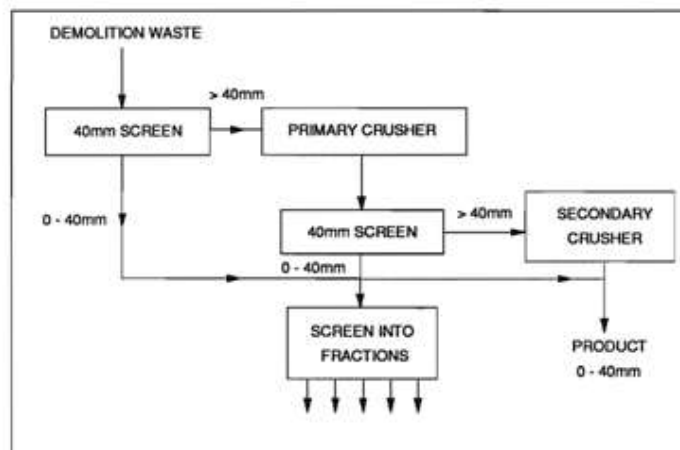 DEMOLITION WASTE
> 40mm
40mm SCREEN
PRIMARY CRUSHER
0 - 40mm
40mm SCREEN
> 40mm
SECONDARY
CRUSHER
0 - 40mm
SCREEN INTO
FRACTIONS
PRODUCT
0 - 40mm